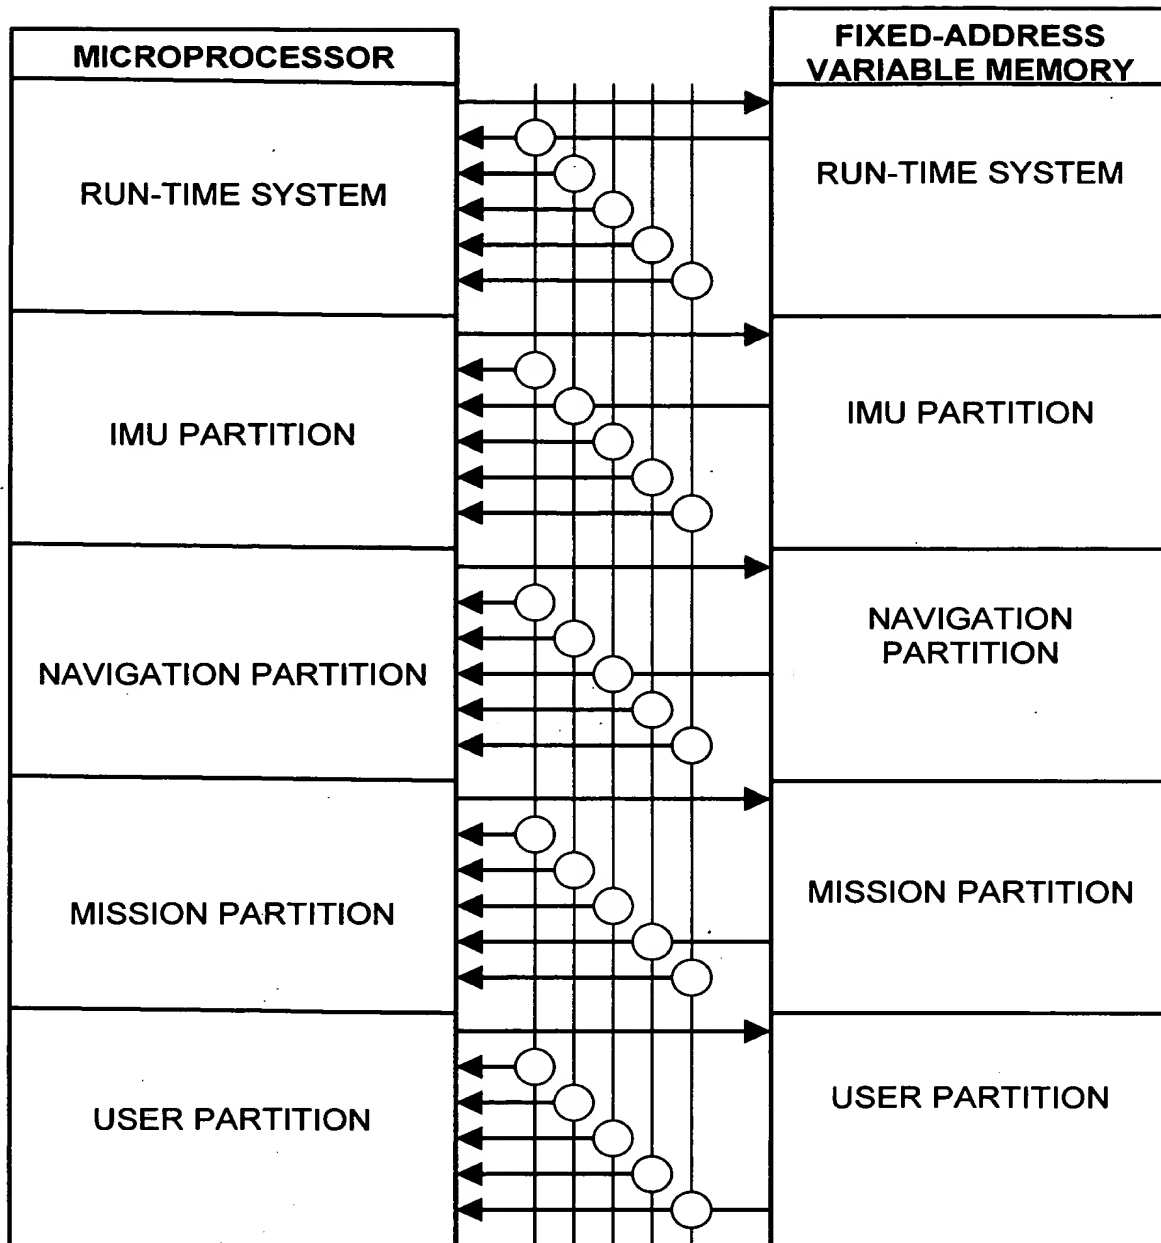 MICROPROCESSOR
FIXED-ADDRESS
VARIABLE MEMORY
RUN-TIME SYSTEM
RUN-TIME SYSTEM
IMU PARTITION
IMU PARTITION
NAVIGATION PARTITION
NAVIGATION
PARTITION
MISSION PARTITION
MISSION PARTITION
USER PARTITION
USER PARTITION